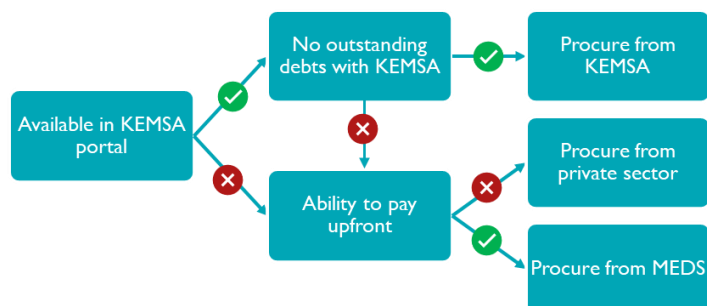 No outstanding
debts with KEMSA
Procure from
KEMSA
Available in KEMSA
portal
Procure from
private sector
Ability to pay
upfront
Procure from MEDS